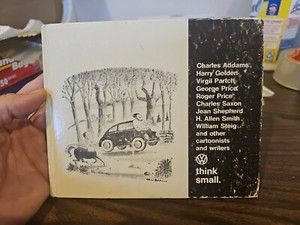 Charles Addams
Harry Golden
Virgil Partch
George Price
Roger Price
Charles Saxon
Jean Shepherd
H. Allen Smith
William Steig
and other
cartoonists
and writers
think
small.
50